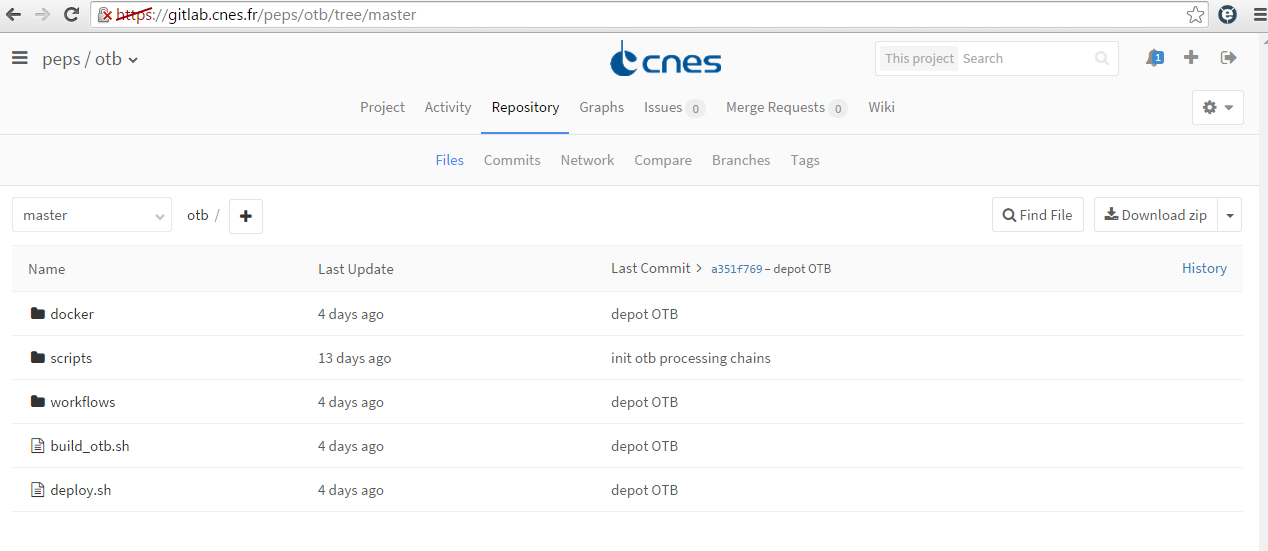 https://gitlab.cnes.fr/peps/otb/tree/master
peps / otb
cnes
This project Search
1
Project Activity Repository Graphs Issues 0 Merge Requests 0 Wiki
Files Commits Network Compare Branches Tags
master otb / Find File Download zip
Name Last Update Last Commit > a351f769 – depot OTB History
docker 4 days ago depot OTB
scripts 13 days ago init otb processing chains
workflows 4 days ago depot OTB
build_otb.sh 4 days ago depot OTB
deploy.sh 4 days ago depot OTB